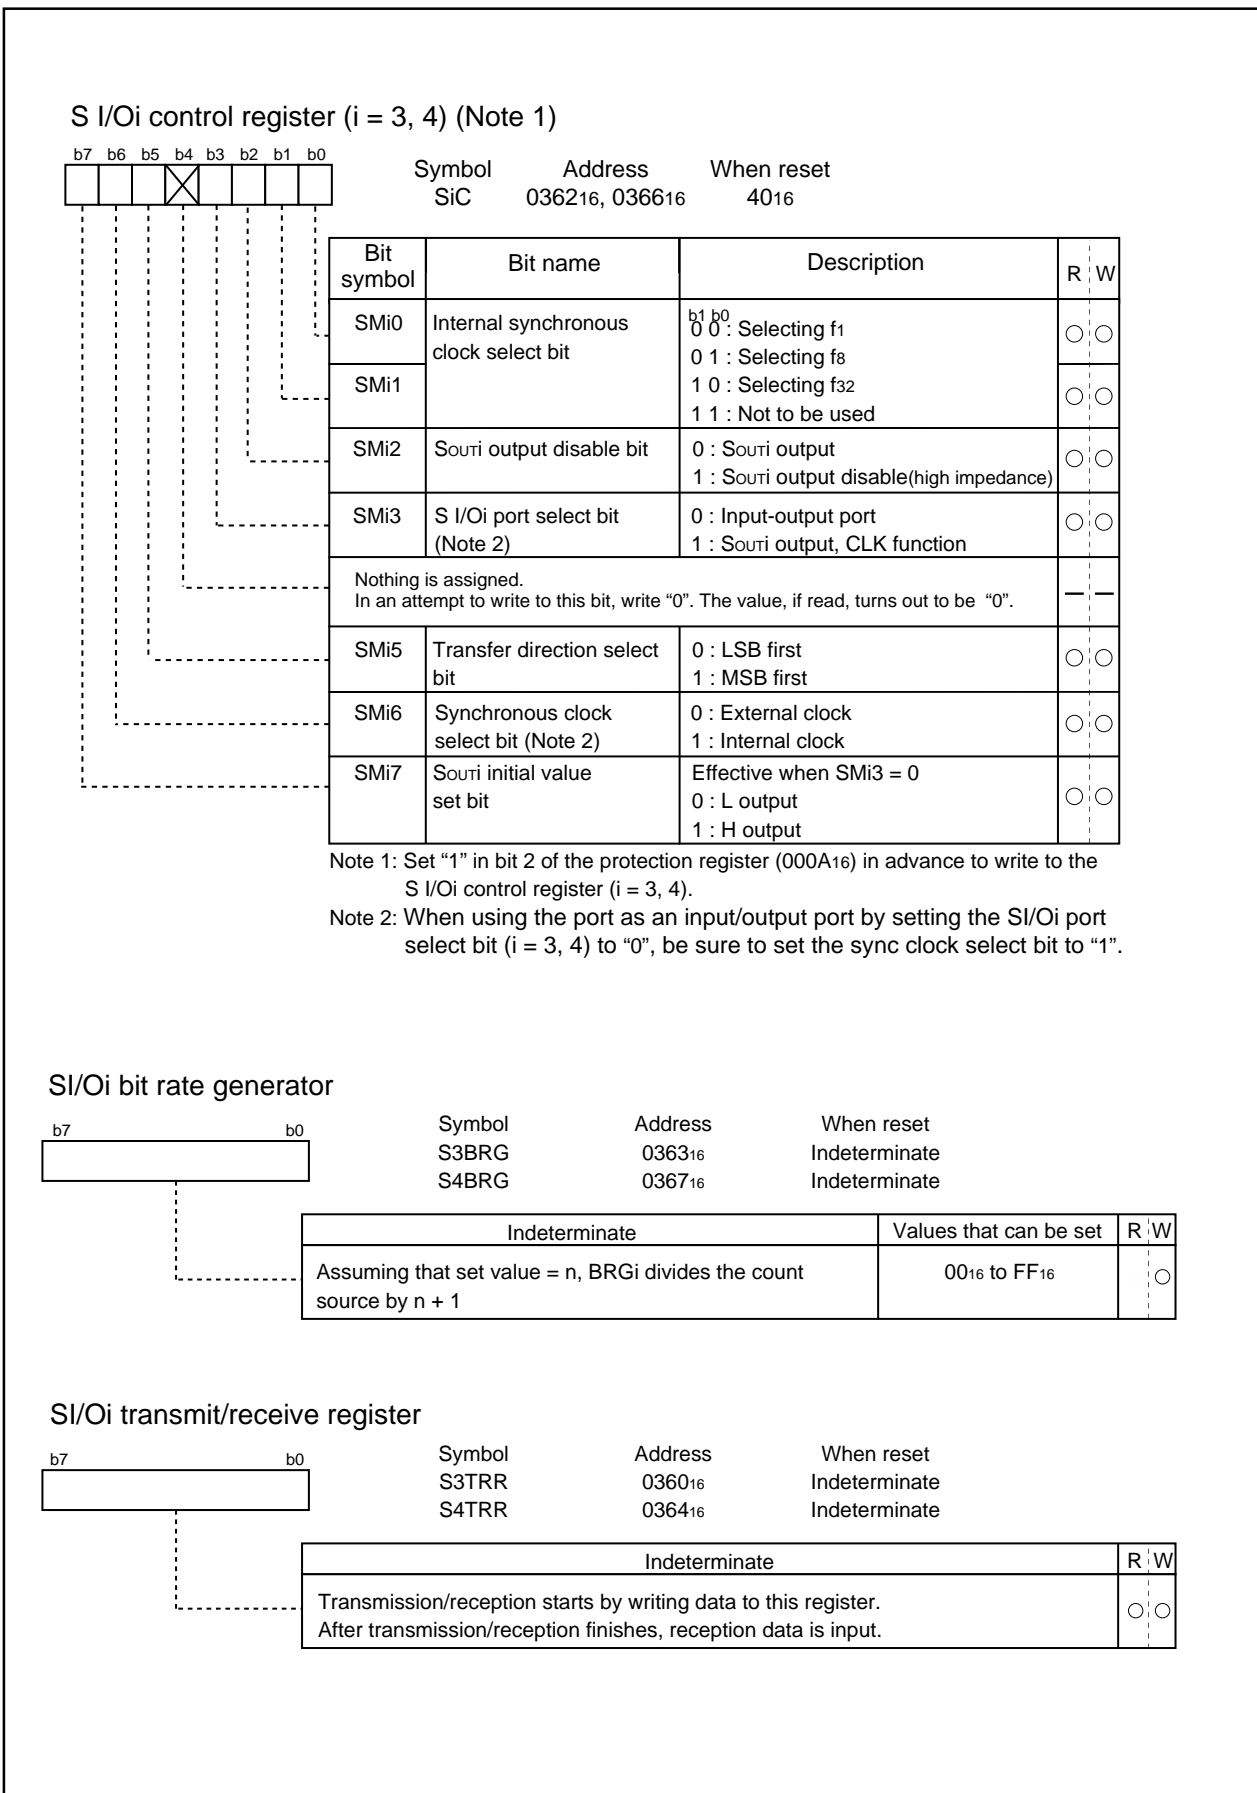 S I/Oi control register (i = 3, 4) (Note 1)
b7 b6 b5 b4 b3 b2 b1 b0
Symbol Address When reset
SiC 036216, 036616 4016
Bit symbol Bit name Description R W
SMi0 Internal synchronous clock select bit
b1 b0
0 0 : Selecting f1
0 1 : Selecting f8
SMi1 1 0 : Selecting f32
1 1 : Not to be used
SMi2 SOUTi output disable bit 0 : SOUTi output
1 : SOUTi output disable(high impedance)
SMi3 S I/Oi port select bit 0 : Input-output port
(Note 2) 1 : SOUTi output, CLK function
Nothing is assigned.
In an attempt to write to this bit, write “0”. The value, if read, turns out to be “0”.
SMi5 Transfer direction select 0 : LSB first
bit 1 : MSB first
SMi6 Synchronous clock 0 : External clock
select bit (Note 2) 1 : Internal clock
SMi7 SOUTi initial value Effective when SMi3 = 0
set bit 0 : L output
1 : H output
Note 1: Set “1” in bit 2 of the protection register (000A16) in advance to write to the
S I/Oi control register (i = 3, 4).
Note 2: When using the port as an input/output port by setting the SI/Oi port
select bit (i = 3, 4) to “0”, be sure to set the sync clock select bit to “1”.
SI/Oi bit rate generator
b7 b0
Symbol Address When reset
S3BRG 036316 Indeterminate
S4BRG 036716 Indeterminate
Indeterminate Values that can be set R W
Assuming that set value = n, BRGi divides the count 0016 to FF16
source by n + 1
SI/Oi transmit/receive register
b7 b0
Symbol Address When reset
S3TRR 036016 Indeterminate
S4TRR 036416 Indeterminate
Indeterminate R W
Transmission/reception starts by writing data to this register.
After transmission/reception finishes, reception data is input.